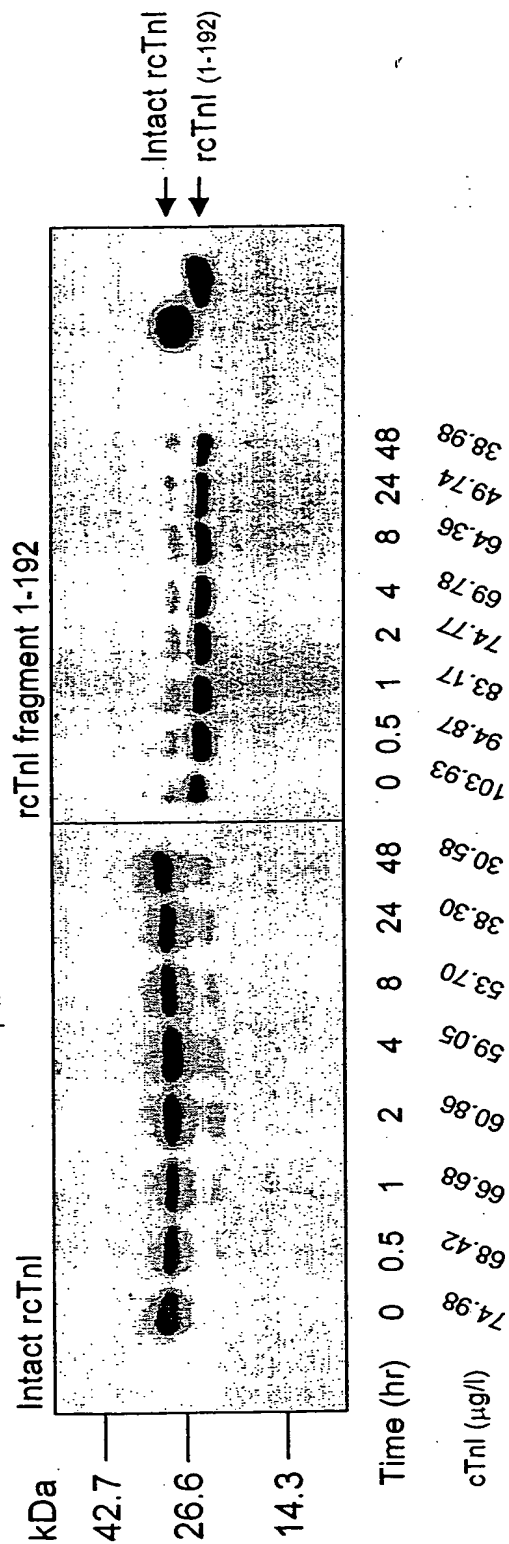 Intact rcTnI
rcTnI fragment 1-192
kDa
42.7
26.6
14.3
Intact rcTnI
rcTnI (1-192)
Time (hr) 0 0.5 1 2 4 8 24 48 0 0.5 1 2 4 8 24 48
cTnI (µg/l) 74.98 68.42 66.68 60.86 59.05 53.70 38.30 30.58 103.93 94.87 83.17 74.77 69.78 64.36 49.74 38.98